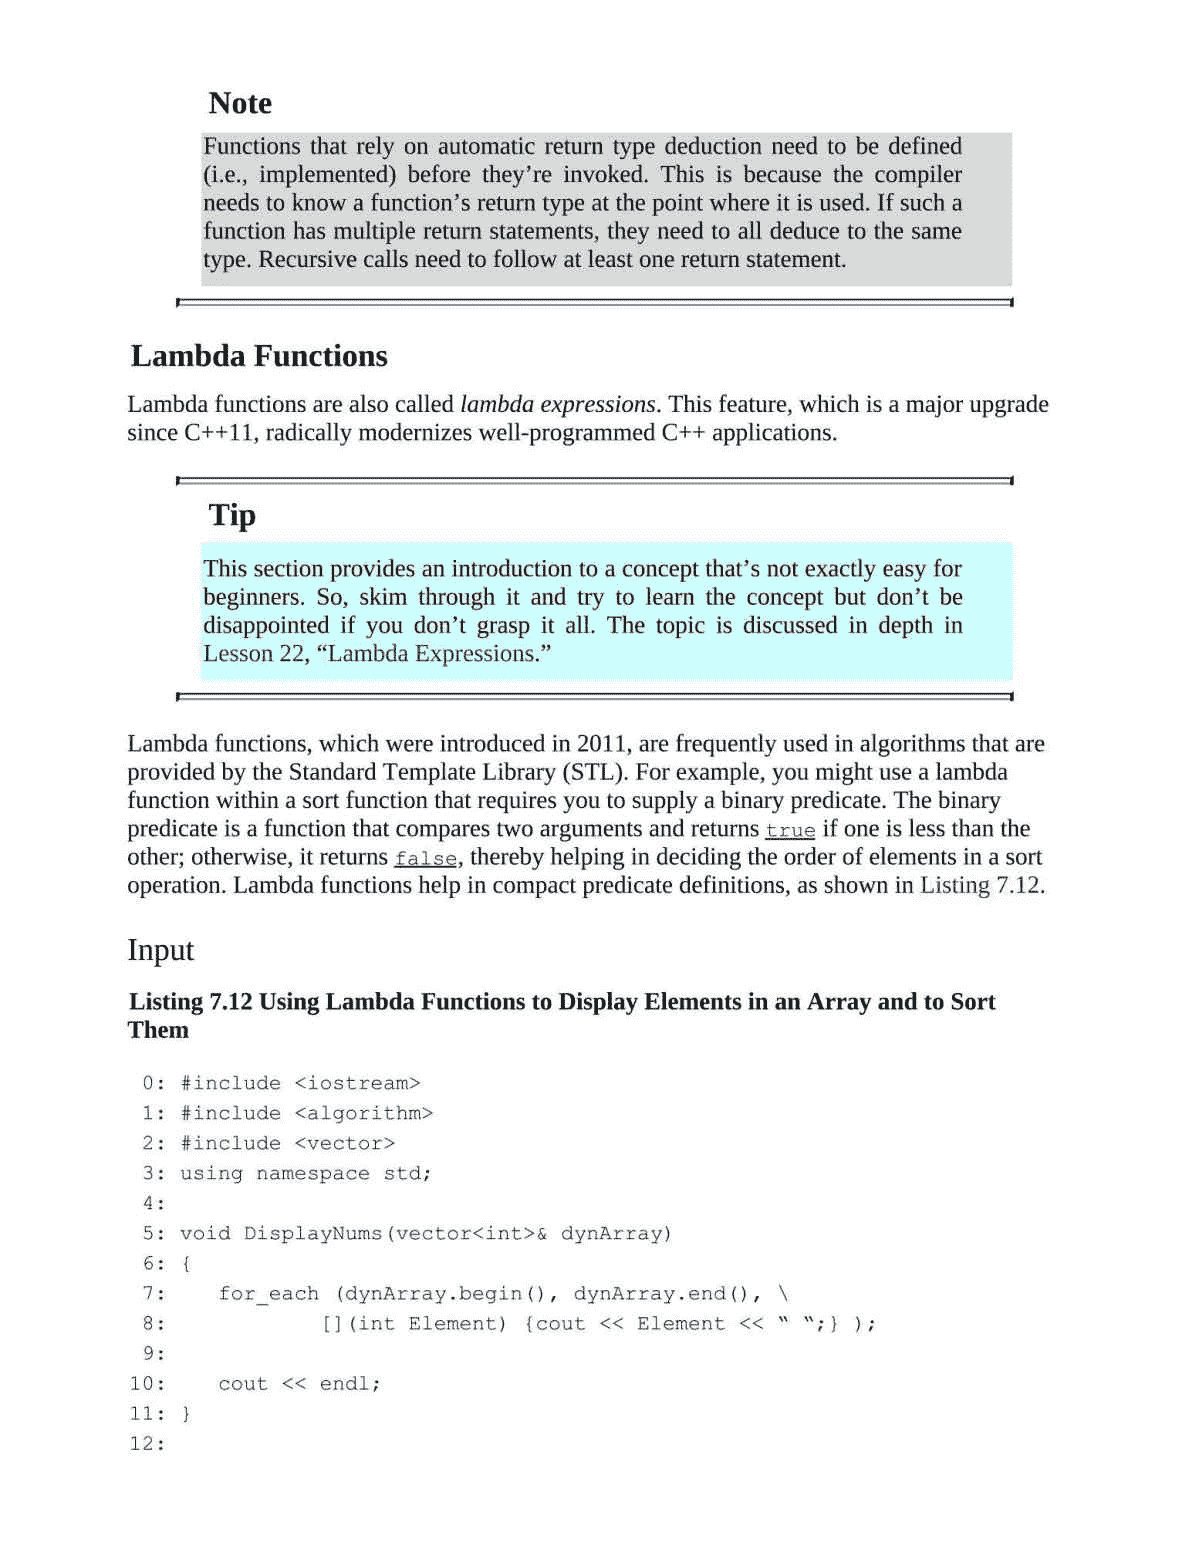 Note
Functions that rely on automatic return type deduction need to be defined
(i.e., implemented) before they’re invoked. This is because the compiler
needs to know a function’s return type at the point where it is used. If such a
function has multiple return statements, they need to all deduce to the same
type. Recursive calls need to follow at least one return statement.
Lambda Functions
Lambda functions are also called lambda expressions. This feature, which is a major upgrade
since C++11, radically modernizes well-programmed C++ applications.
Tip
This section provides an introduction to a concept that’s not exactly easy for
beginners. So, skim through it and try to learn the concept but don’t be
disappointed if you don’t grasp it all. The topic is discussed in depth in
Lesson 22, “Lambda Expressions.”
Lambda functions, which were introduced in 2011, are frequently used in algorithms that are
provided by the Standard Template Library (STL). For example, you might use a lambda
function within a sort function that requires you to supply a binary predicate. The binary
predicate is a function that compares two arguments and returns true if one is less than the
other; otherwise, it returns false, thereby helping in deciding the order of elements in a sort
operation. Lambda functions help in compact predicate definitions, as shown in Listing 7.12.
Input
Listing 7.12 Using Lambda Functions to Display Elements in an Array and to Sort
Them
0: #include <iostream>
1: #include <algorithm>
2: #include <vector>
3: using namespace std;
4:
5: void DisplayNums(vector<int>& dynArray)
6: {
7:    for_each (dynArray.begin(), dynArray.end(), \
8:            [](int Element) {cout << Element << “ “;} );
9:
10:    cout << endl;
11: }
12: